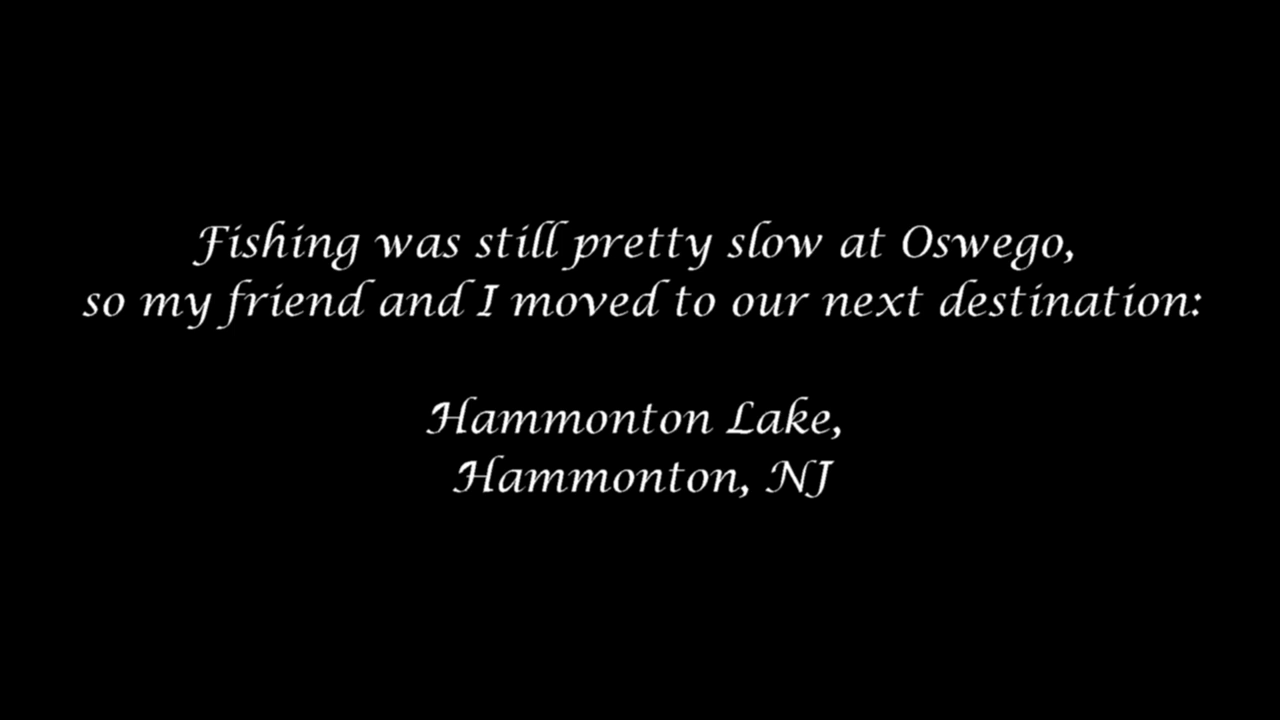 Fishing was still pretty slow at Oswego,
so my friend and I moved to our next destination:
Hammonton Lake,
Hammonton, NJ